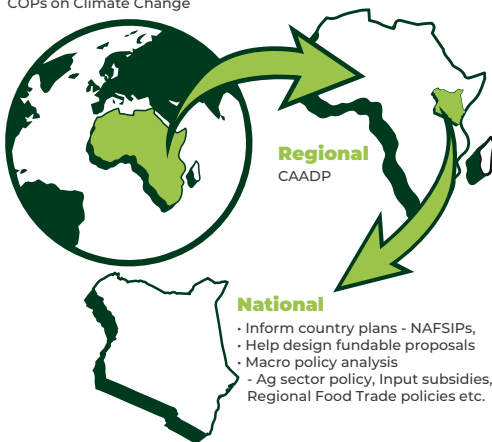 COPs on Climate Change
Regional
CAADP
National
• Inform country plans - NAFSIPs,
• Help design fundable proposals
• Macro policy analysis
- Ag sector policy, Input subsidies,
Regional Food Trade policies etc.